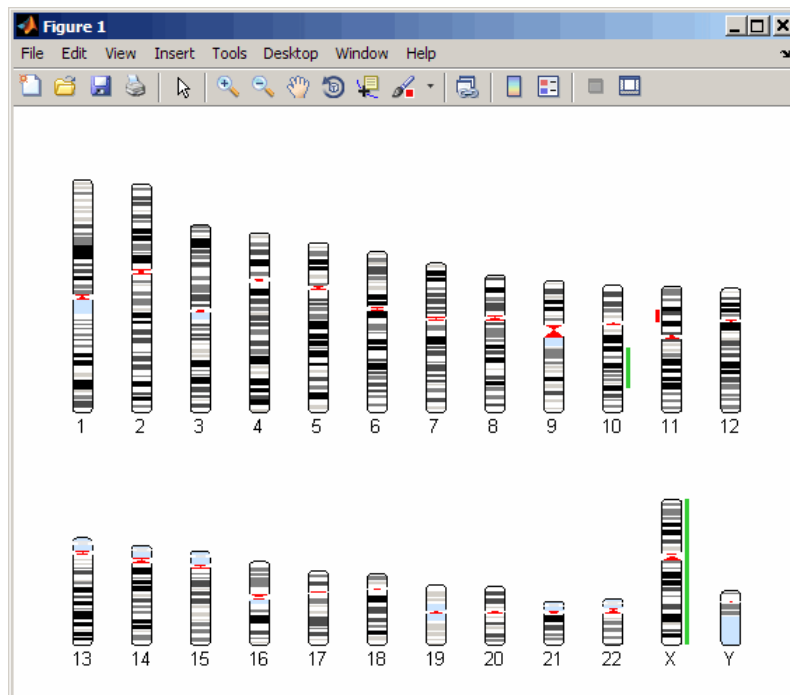 Figure 1
File Edit View Insert Tools Desktop Window Help
1 2 3 4 5 6 7 8 9 10 11 12
13 14 15 16 17 18 19 20 21 22 X Y